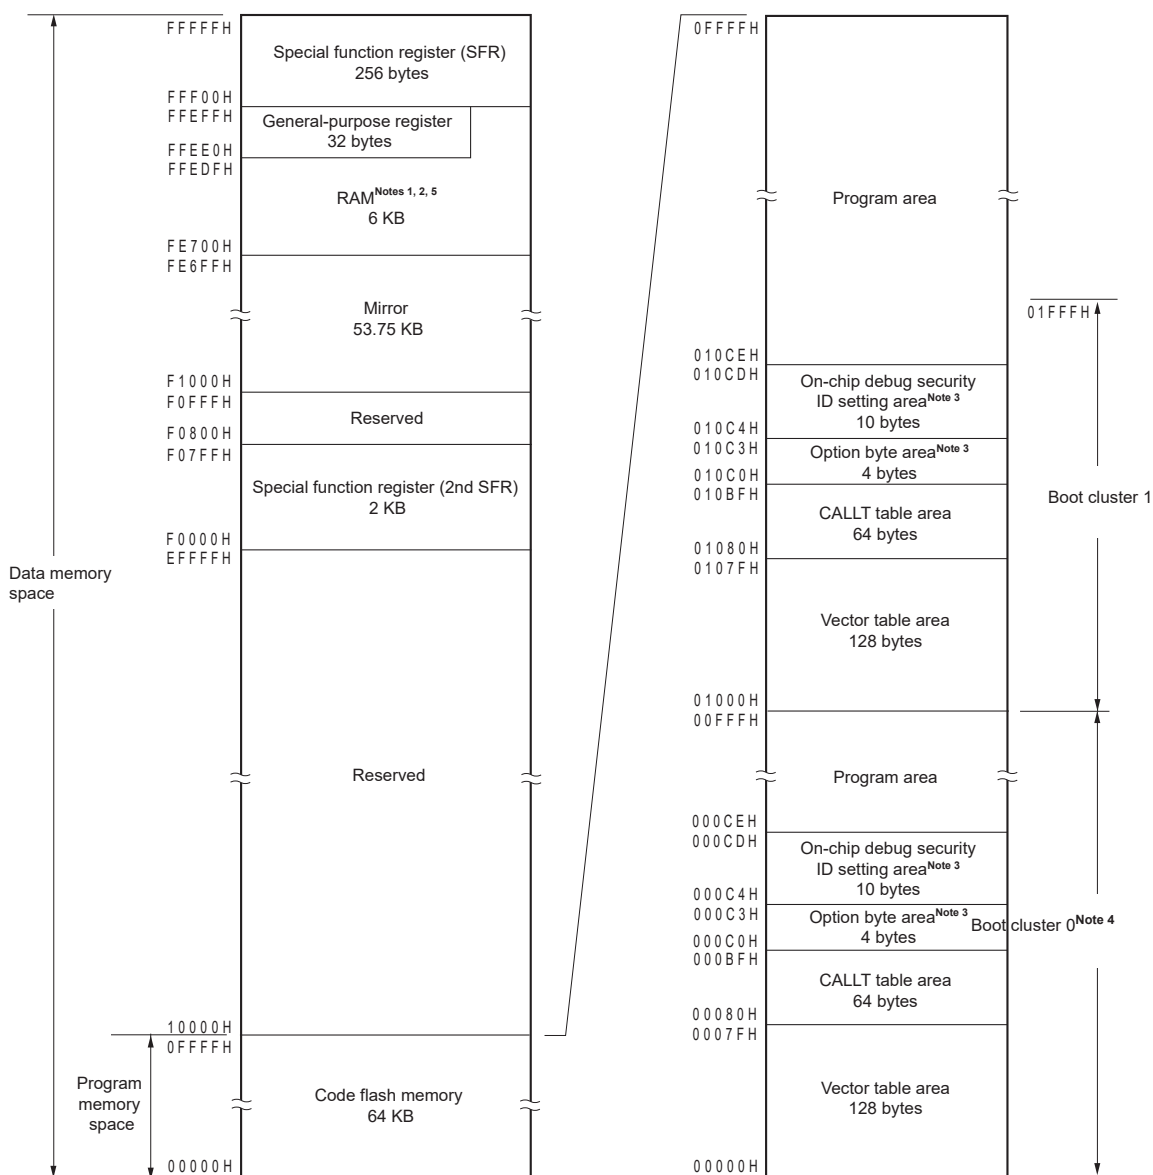 FFFFFH
Special function register (SFR)
256 bytes
FFF00H
FFEFFH
General-purpose register
32 bytes
FFEE0H
FFEDFH
RAMNotes 1, 2, 5
6 KB
FE700H
FE6FFH
Mirror
53.75 KB
F1000H
F0FFFH
Reserved
F0800H
F07FFH
Special function register (2nd SFR)
2 KB
F0000H
EFFFFH
Data memory
space
Reserved
10000H
0FFFFH
Program
memory
space
Code flash memory
64 KB
00000H
0FFFFH
Program area
01FFFH
010CEH
010CDH
On-chip debug security
ID setting areaNote 3
10 bytes
010C4H
010C3H
Option byte areaNote 3
4 bytes
010C0H
010BFH
Boot cluster 1
CALLT table area
64 bytes
01080H
0107FH
Vector table area
128 bytes
01000H
00FFFH
Program area
000CEH
000CDH
On-chip debug security
ID setting areaNote 3
10 bytes
000C4H
000C3H
Option byte areaNote 3
4 bytes
Boot cluster 0Note 4
000C0H
000BFH
CALLT table area
64 bytes
00080H
0007FH
Vector table area
128 bytes
00000H